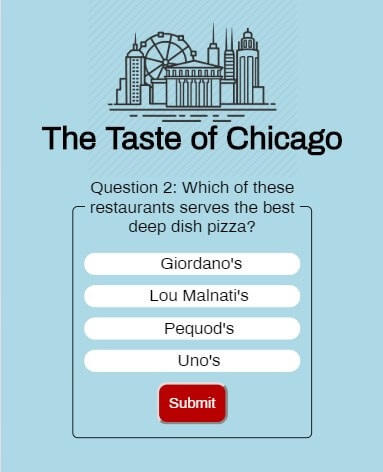 The Taste of Chicago
Question 2: Which of these
restaurants serves the best
deep dish pizza?
Giordano's
Lou Malnati's
Pequod's
Uno's
Submit